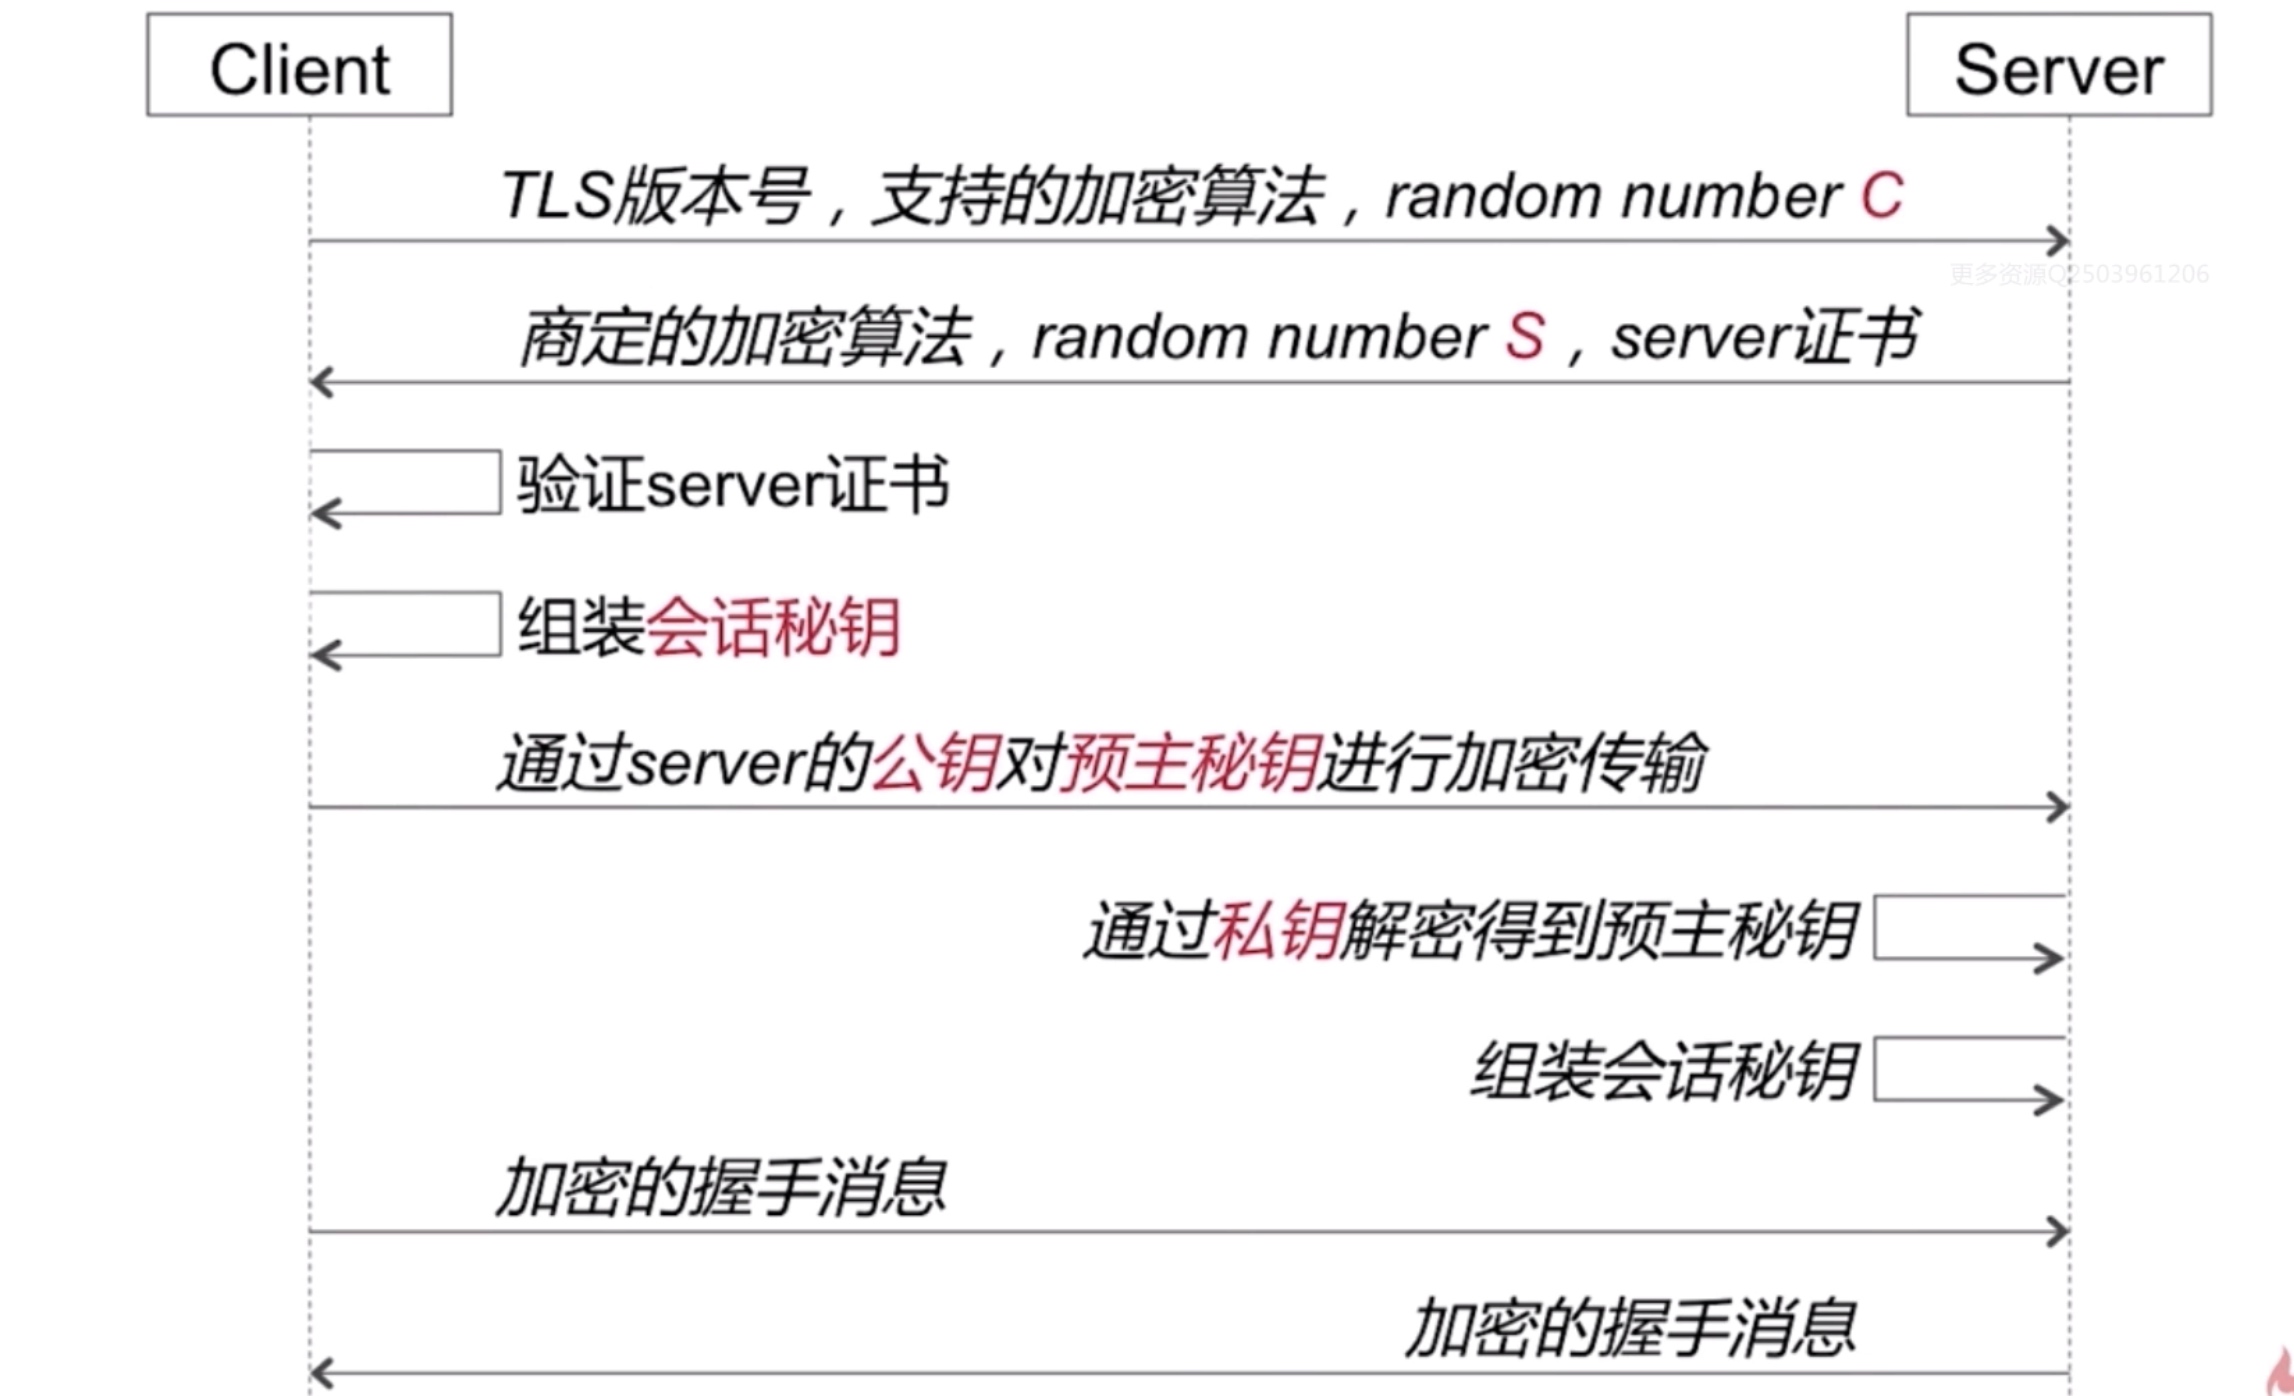 Client
Server
TLS版本号，支持的加密算法，random number C
更多资源Q2503961206
商定的加密算法，random number S，server证书
验证server证书
组装会话秘钥
通过server的公钥对预主秘钥进行加密传输
通过私钥解密得到预主秘钥
组装会话秘钥
加密的握手消息
加密的握手消息